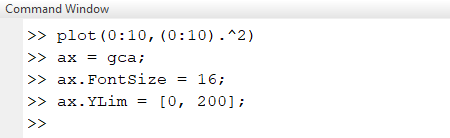 Command Window
>> plot(0:10,(0:10).^2)
>> ax = gca;
>> ax.FontSize = 16;
>> ax.YLim = [0, 200];
>>